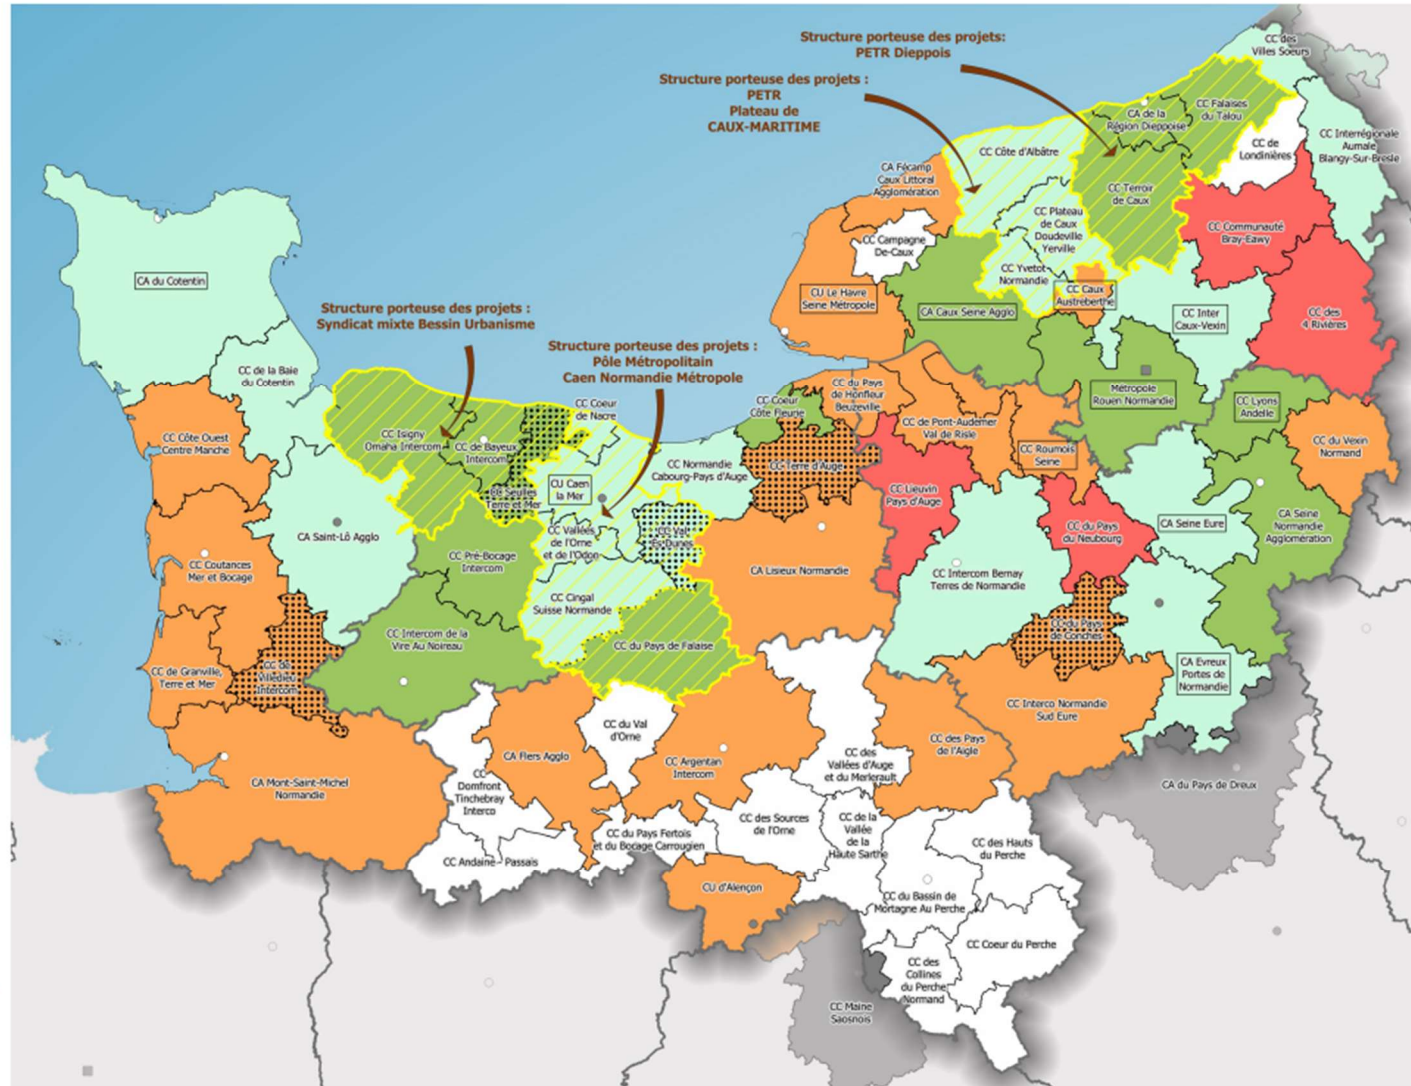 Structure porteuse des projets:
PETR Dieppois
Structure porteuse des projets :
PETR
Plateau de
CAUX-MARITIME
CC des
Villes Soeurs
CC Falaises
du Talou
CA de la
Région Dieppoise
CC de
Londinières
CC Interrégionale
Aumale
Blangy-Sur-Bresle
CC Côte d'Albâtre
CA Fécamp
Caux Littoral
Agglomération
CC Terroir
de Caux
CC Plateau
de Caux
Doudeville
Yerville
CC Communauté
Bray-Eawy
CC Campagne
De-Caux
CC Yvetot
Normandie
CA du Cotentin
CU Le Havre
Seine Métropole
CC Caux
Austreberthe
CA Caux Seine Agglo
CC Inter
Caux-Vexin
CC des
4 Rivières
Structure porteuse des projets :
Syndicat mixte Bessin Urbanisme
Structure porteuse des projets :
Pôle Métropolitain
Caen Normandie Métropole
CC de la Baie
du Cotentin
CC du Pays
de Honfleur
Beuzeville
Métropole
Rouen Normandie
CC Lyons
Andelle
CC Coeur
de Nacre
CC Coeur
Côte Fleurie
CC de Pont-Audemer
Val de Risle
CC Côte Ouest
Centre Manche
CC Isigny
Omaha Intercom
CC de Bayeux
Intercom
CC du Vexin
Normand
CC Roumois
Seine
CC Normandie
Cabourg-Pays d'Auge
CC Terre d'Auge
CC Seulles
Terre et Mer
CU Caen
la Mer
CC Lieuvin
Pays d'Auge
CC du Pays
du Neubourg
CA Seine Eure
CA Seine
Normandie
Agglomération
CA Saint-Lô Agglo
CC Vallées
de l'Orne
et de l'Odon
CC Val
Ès Dunes
CC Pré-Bocage
Intercom
CC Coutances
Mer et Bocage
CA Lisieux Normandie
CC Intercom Bernay
Terres de Normandie
CC Cingal
Suisse Normande
CC du Pays
de Conches
CC Intercom de la
Vire Au Noireau
CC du Pays de Falaise
CC de Granville,
Terre et Mer
CC de
Villedieu
Intercom
CA Evreux
Portes de
Normandie
CC Interco Normandie
Sud Eure
CC du Val
d'Orne
CC des Pays
de l'Aigle
CA Flers Agglo
CC Argentan
Intercom
CC des
Vallées d'Auge
et du Merlerault
CA Mont-Saint-Michel
Normandie
CC
Domfront
Tinchebray
Interco
CA du Pays de Dreux
CC des Sources
de l'Orne
CC de la
Vallée
de la
Haute Sarthe
CC du Pays Fertois
et du Bocage Carrougien
CC des Hauts
du Perche
CC Andaine - Passais
CU d'Alençon
CC du Bassin de
Mortagne Au Perche
CC Coeur du Perche
CC des
Collines
du Perche
Normand
CC Maine
Saosnois